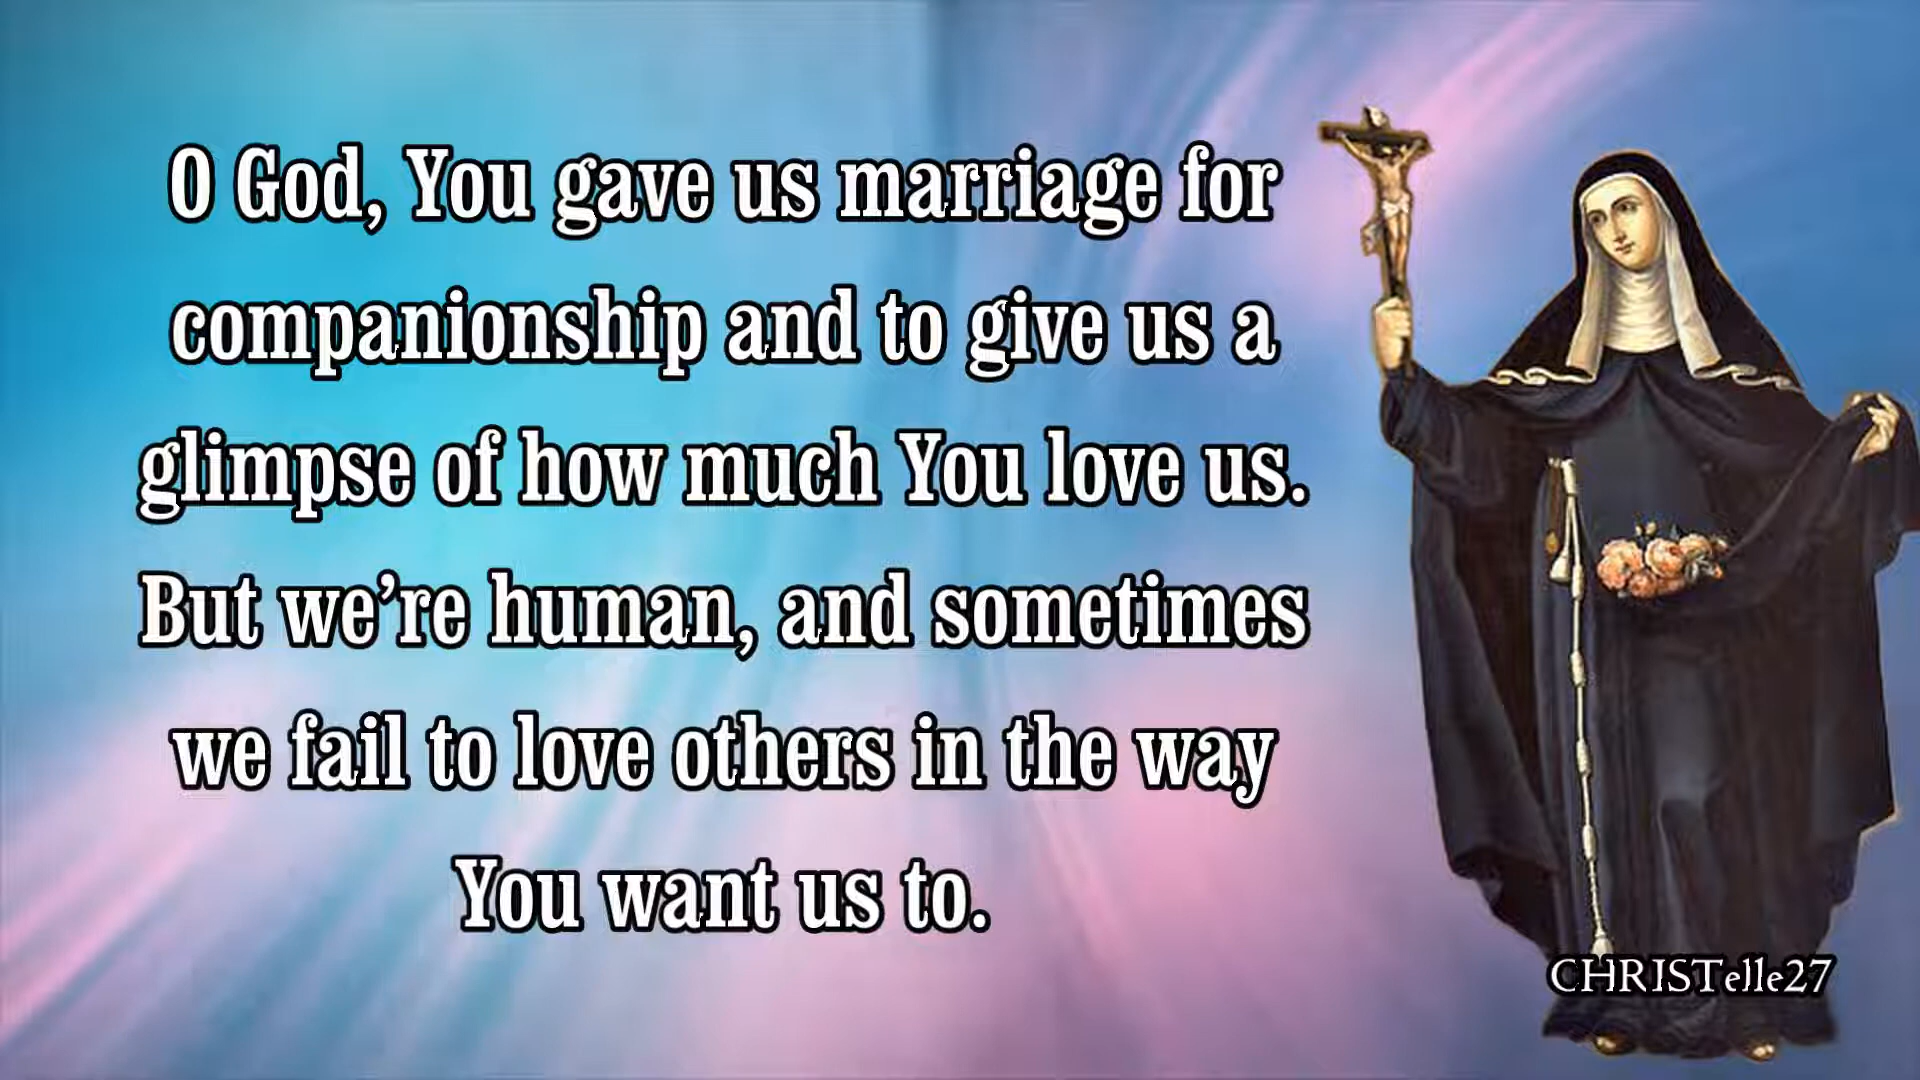 O God, You gave us marriage for
companionship and to give us a
glimpse of how much You love us.
But we’re human, and sometimes
we fail to love others in the way
You want us to.
CHRISTelle27